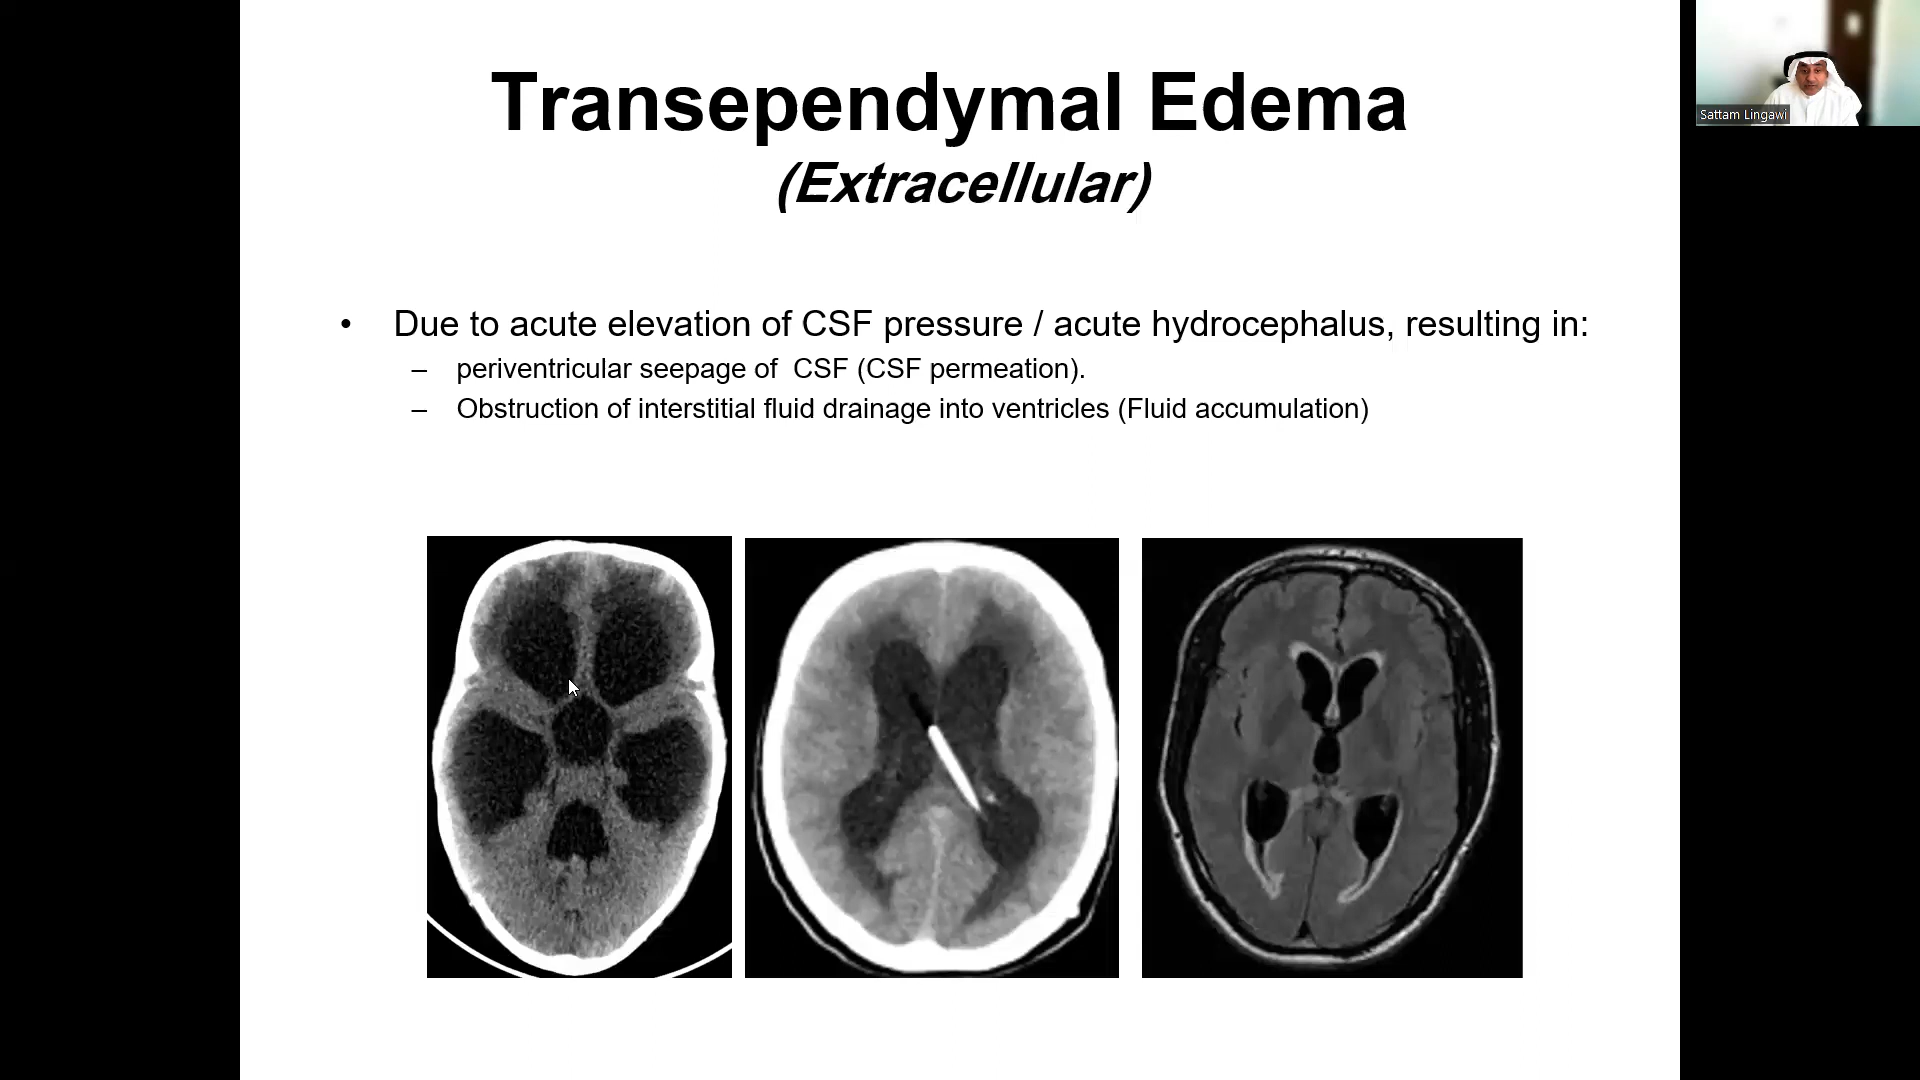 Transependymal Edema
(Extracellular)
• Due to acute elevation of CSF pressure / acute hydrocephalus, resulting in:
– periventricular seepage of  CSF (CSF permeation).
– Obstruction of interstitial fluid drainage into ventricles (Fluid accumulation)
Sattam Lingawi